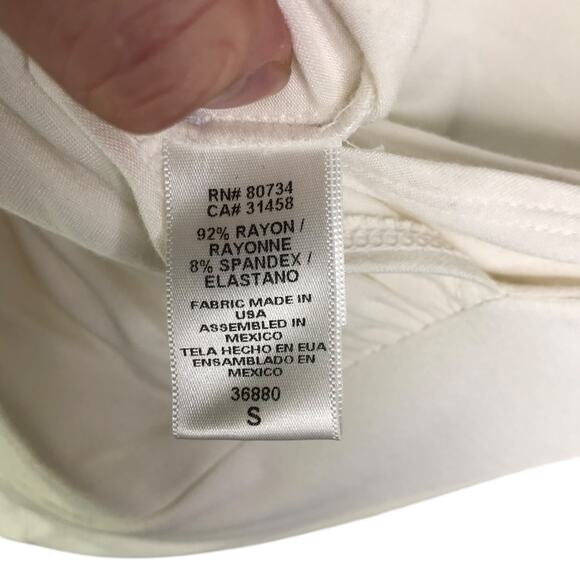 RN# 80734
CA# 31458
92% RAYON /
RAYONNE
8% SPANDEX /
ELASTANO
FABRIC MADE IN
USA
ASSEMBLED IN
MEXICO
TELA HECHO EN EUA
ENSAMBLADO EN
MEXICO
36880
S